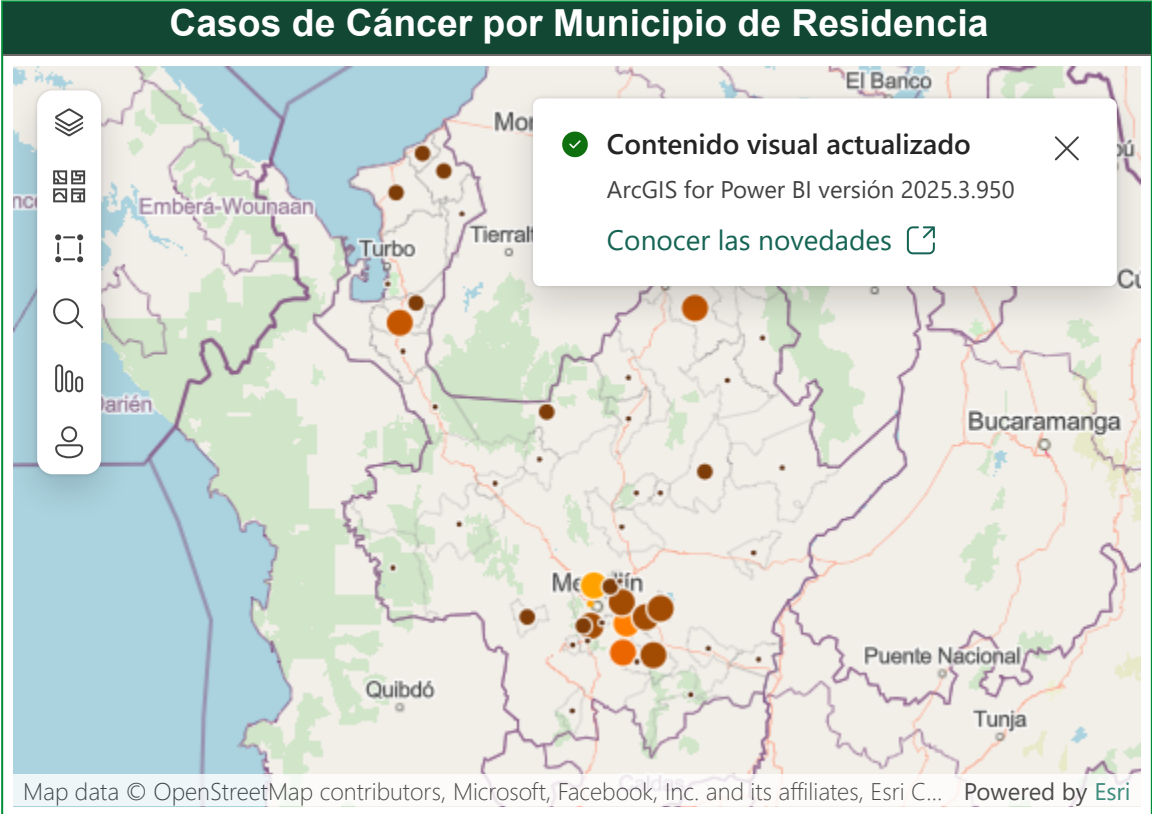 Casos de Cáncer por Municipio de Residencia
El Banco
Contenido visual actualizado
ArcGIS for Power BI versión 2025.3.950
Conocer las novedades
Emberá-Wounaan
Turbo
Bucaramanga
Puente Nacional
Quibdó
Tunja
Caldas
Map data © OpenStreetMap contributors, Microsoft, Facebook, Inc. and its affiliates, Esri C... Powered by Esri